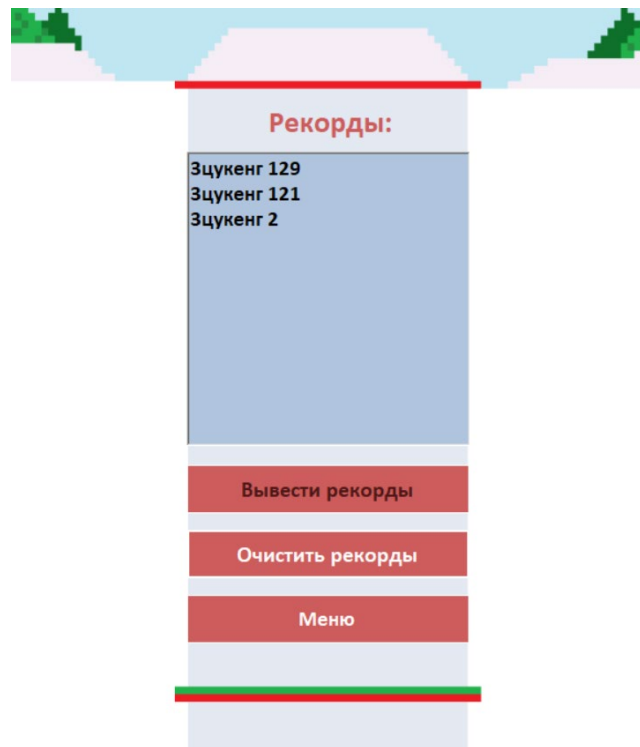 Рекорды:
Зцукенг 129
Зцукенг 121
Зцукенг 2
Вывести рекорды
Очистить рекорды
Меню